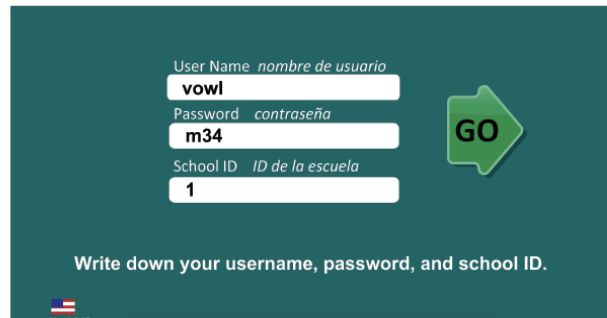 User Name nombre de usuario
vowl
Password contraseña
m34
GO
School ID ID de la escuela
1
Write down your username, password, and school ID.